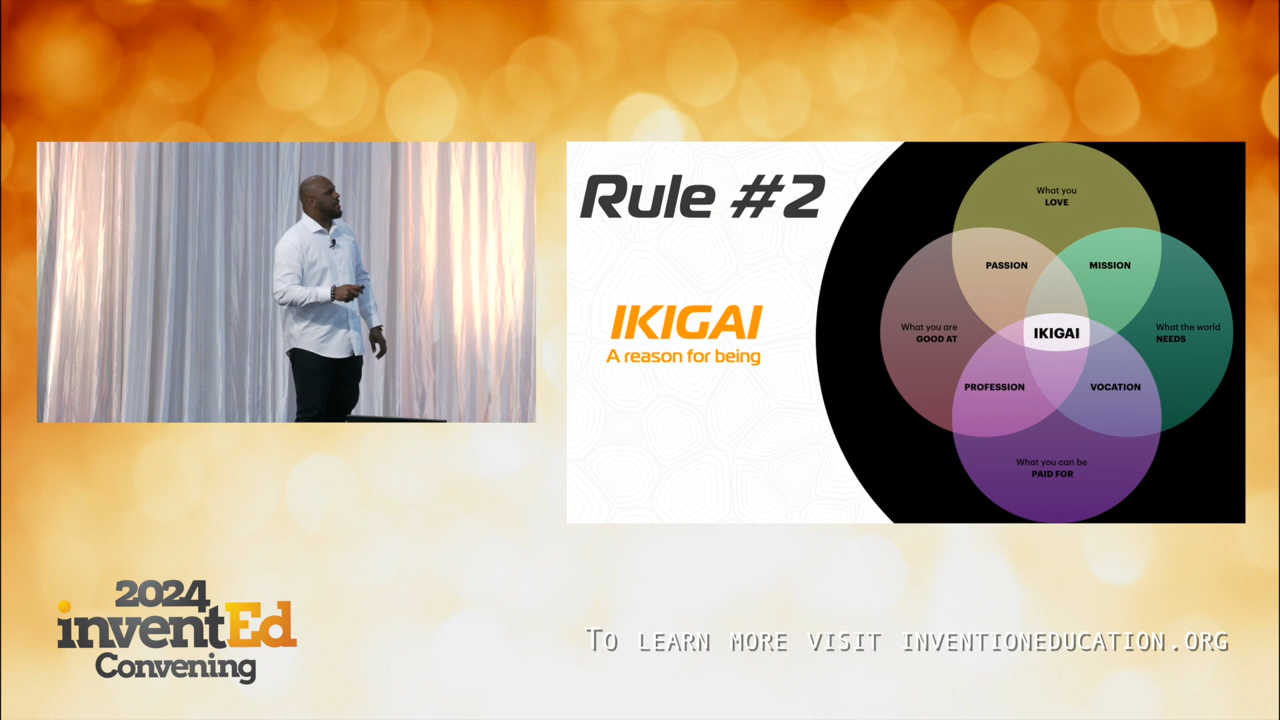 Rule #2
IKIGAI
A reason for being
What you
LOVE
PASSION
MISSION
What you are
GOOD AT
IKIGAI
What the world
NEEDS
PROFESSION
VOCATION
What you can be
PAID FOR
2024
inventEd
Convening
To learn more visit inventioneducation.org